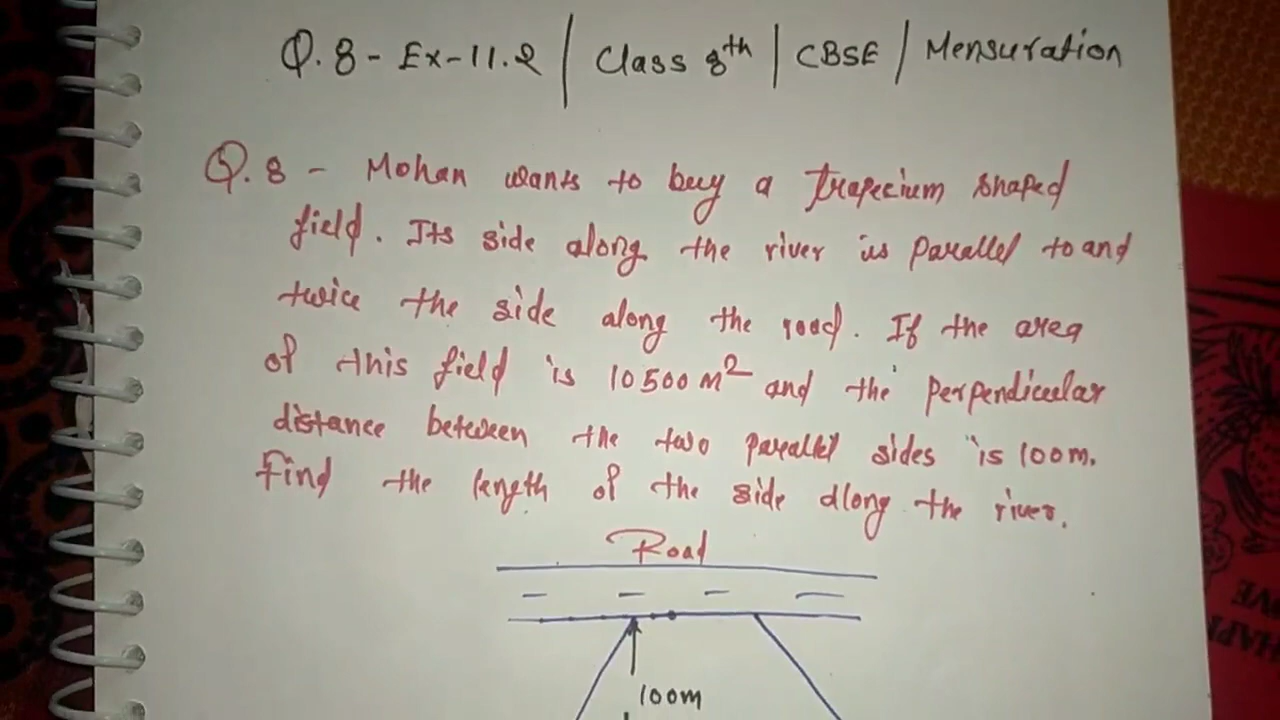 Q.8 - Ex-11.2 | Class 8th | CBSE | Mensuration
Q.8 - Mohan wants to buy a trapecium shaped
field. Its side along the river is parallel to and
twice the side along the road. If the area
of this field is 10500 m² and the perpendicular
distance between the two parallel sides is 100m.
Find the length of the side along the river.
Road
100m